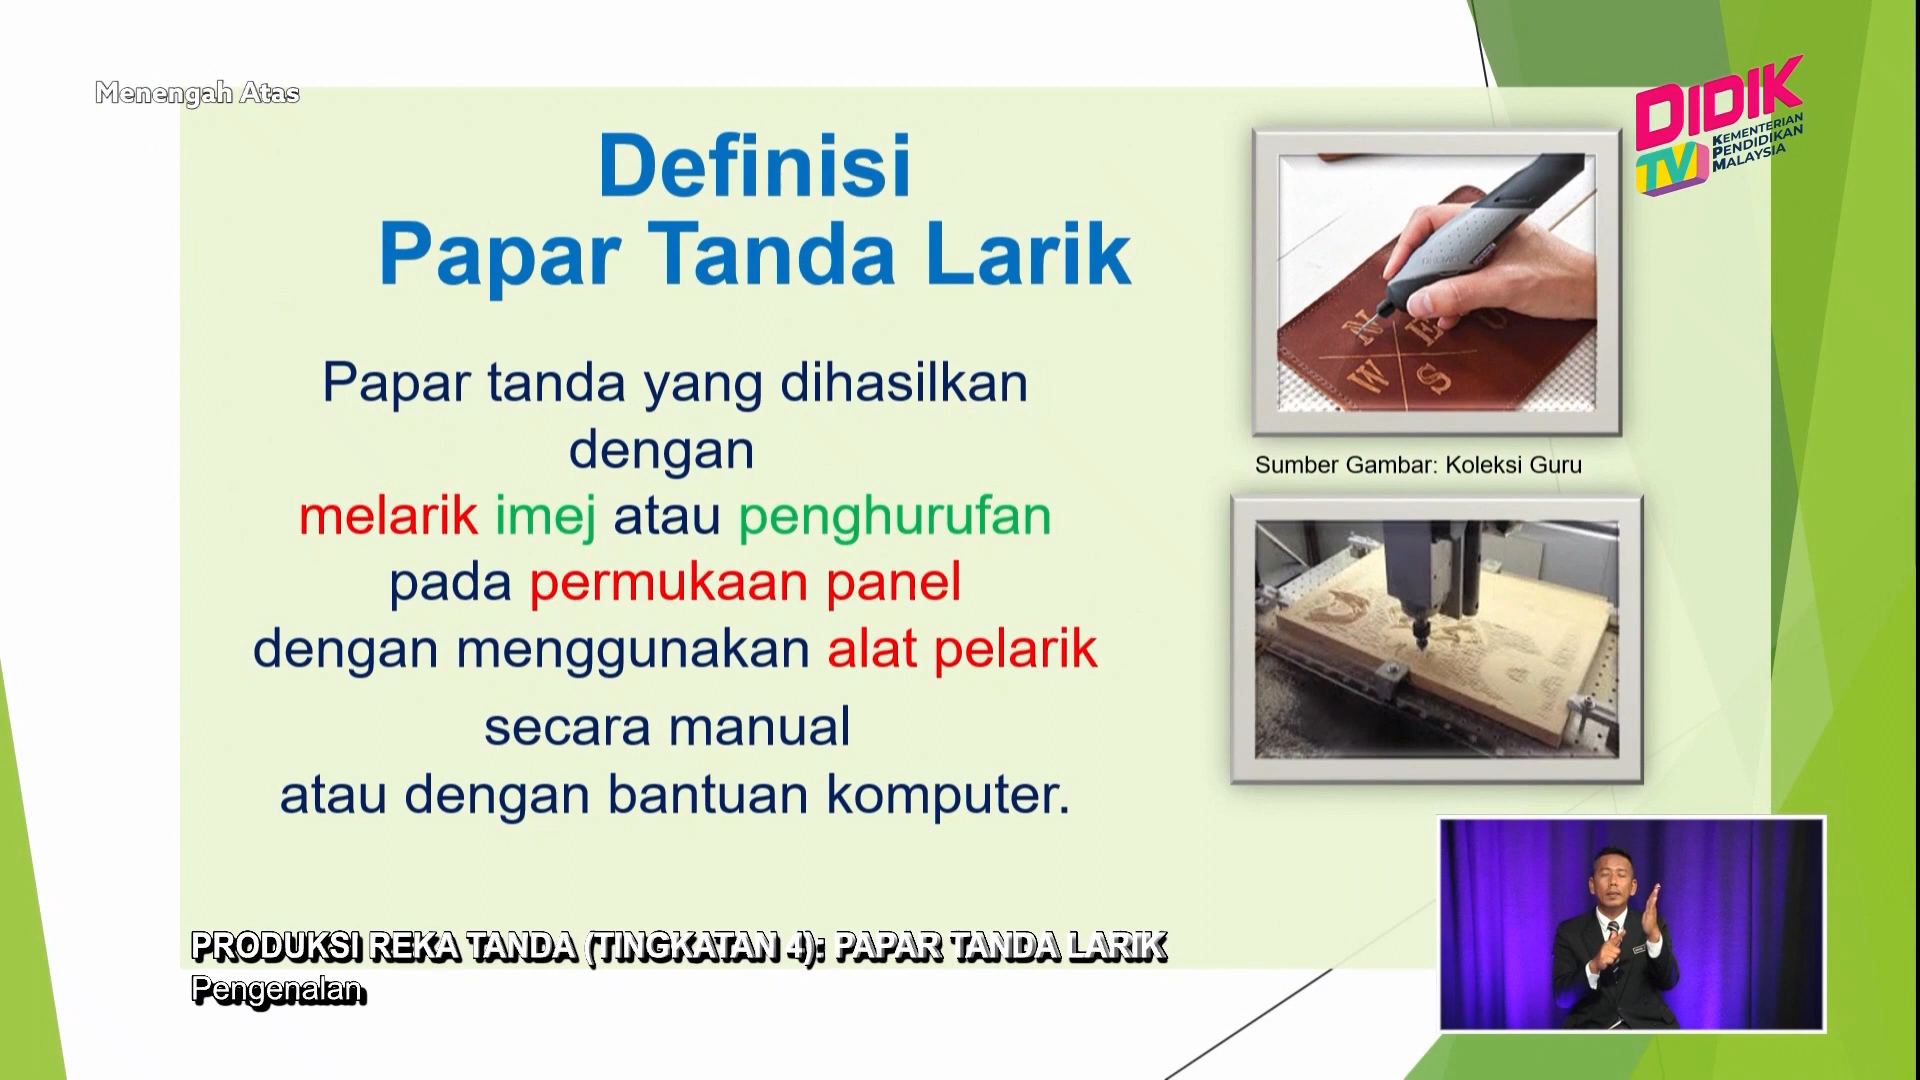 Menengah Atas
DIDIK
TV
KEMENTERIAN
PENDIDIKAN
MALAYSIA
Definisi
Papar Tanda Larik
Papar tanda yang dihasilkan
dengan
melarik imej atau penghurufan
pada permukaan panel
dengan menggunakan alat pelarik
secara manual
atau dengan bantuan komputer.
N
E
W
S
Sumber Gambar: Koleksi Guru
PRODUKSI REKA TANDA (TINGKATAN 4): PAPAR TANDA LARIK
Pengenalan